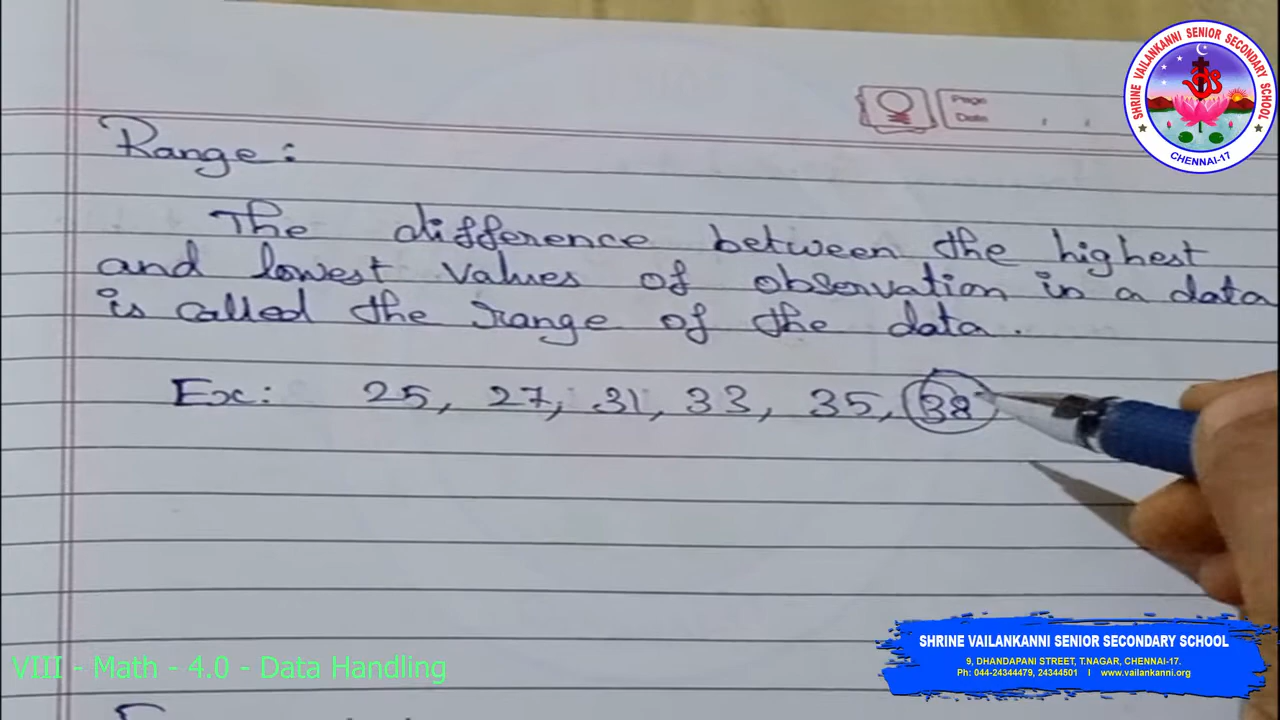 SHRINE VAILANKANNI SENIOR SECONDARY SCHOOL
CHENNAI-17
Page
Date
Range:
The difference between the highest
and lowest values of observation in a data
is called the range of the data.
Ex: 25, 27, 31, 33, 35, 38
SHRINE VAILANKANNI SENIOR SECONDARY SCHOOL
9, DHANDAPANI STREET, T.NAGAR, CHENNAI-17.
Ph: 044-24344479, 24344501 I www.vailankanni.org
VIII - Math - 4.0 - Data Handling